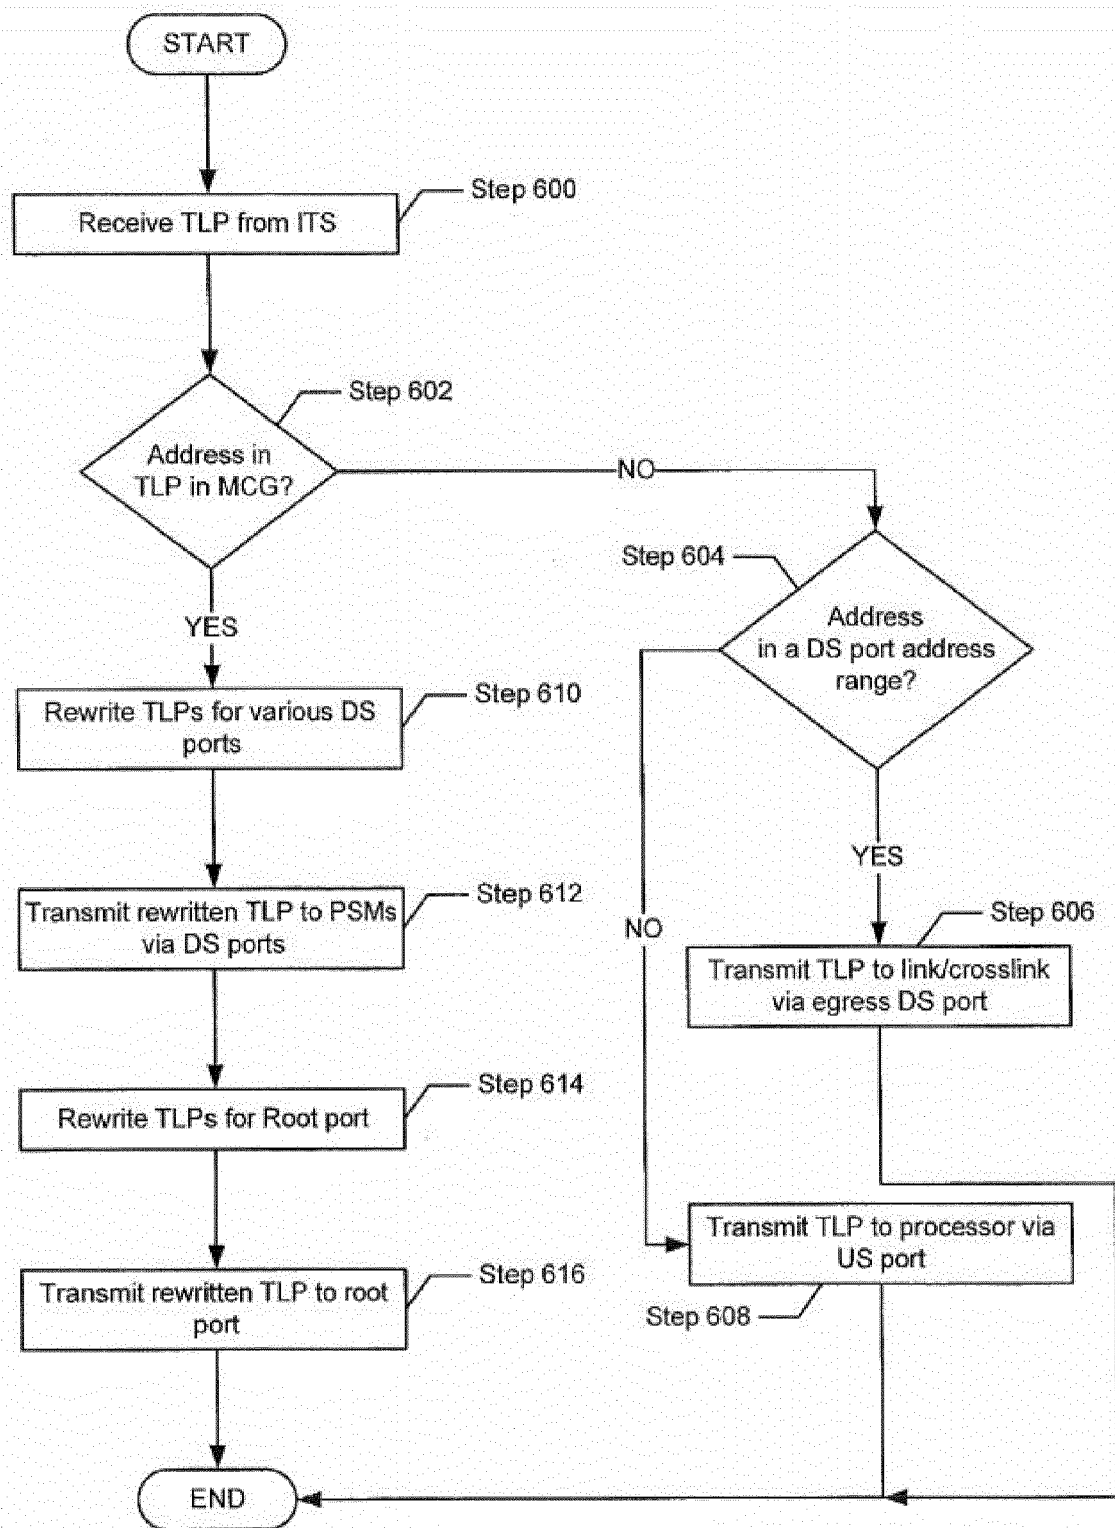 START
Step 600
Receive TLP from ITS
Step 602
Address in
TLP in MCG?
NO
Step 604
Address
in a DS port address
range?
YES
Step 610
Rewrite TLPs for various DS
ports
YES
Step 612
Transmit rewritten TLP to PSMs
via DS ports
NO
Step 606
Transmit TLP to link/crosslink
via egress DS port
Step 614
Rewrite TLPs for Root port
Transmit TLP to processor via
US port
Step 608
Step 616
Transmit rewritten TLP to root
port
END